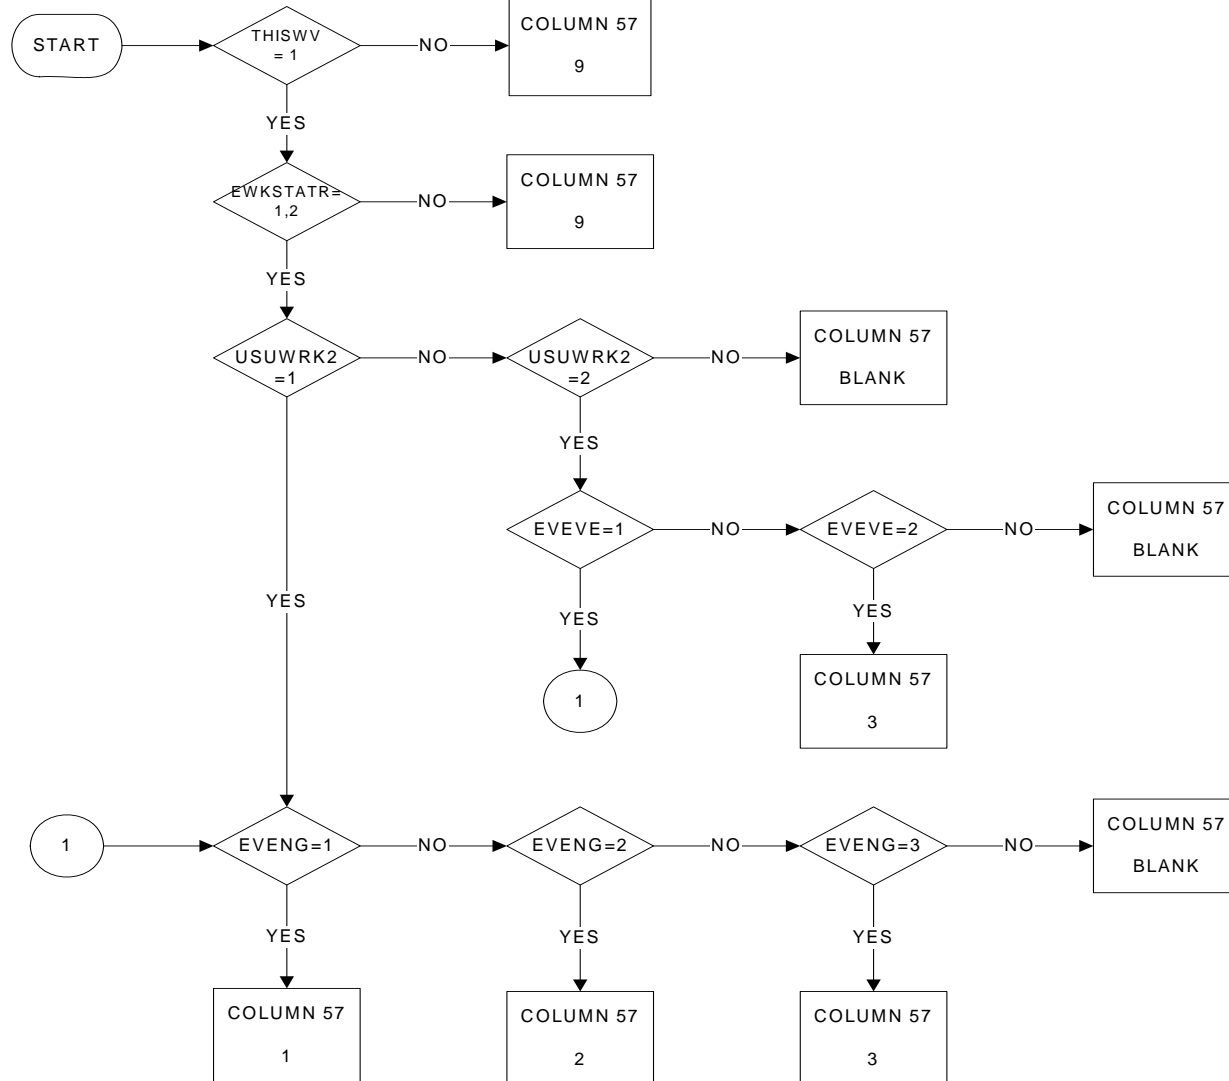 START
THISWV
= 1
NO
COLUMN 57
9
YES
EWKSTATR=
1,2
NO
COLUMN 57
9
YES
USUWRK2
=1
NO
USUWRK2
=2
NO
COLUMN 57
BLANK
YES
EVEVE=1
NO
EVEVE=2
NO
COLUMN 57
BLANK
YES
YES
YES
1
COLUMN 57
3
1
EVENG=1
NO
EVENG=2
NO
EVENG=3
NO
COLUMN 57
BLANK
YES
YES
YES
COLUMN 57
1
COLUMN 57
2
COLUMN 57
3